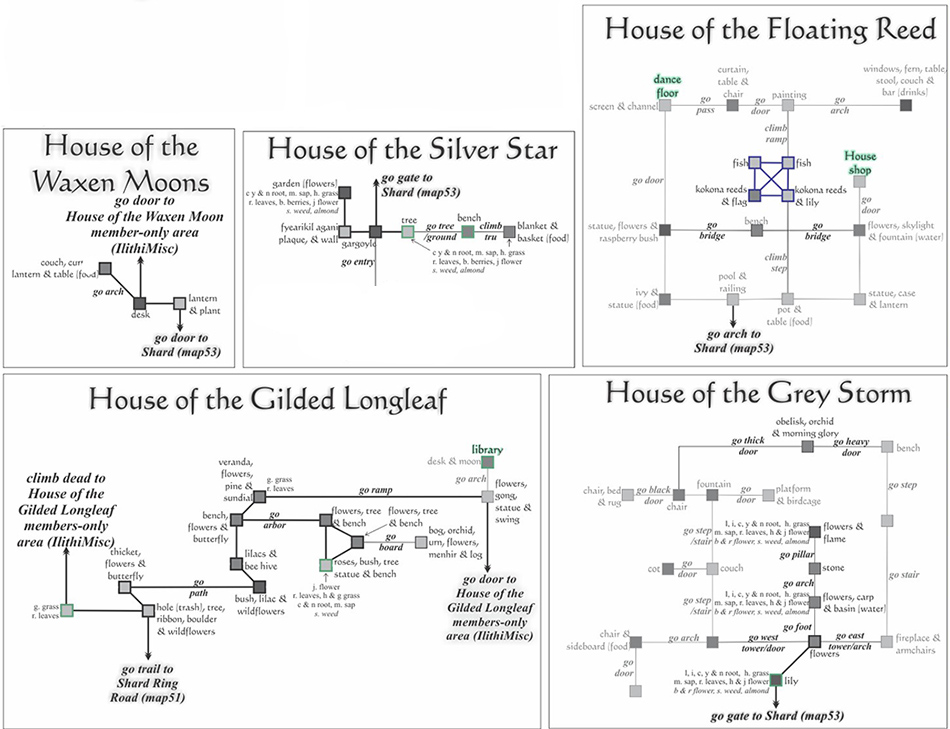 House of the Floating Reed
dance
floor
curtain,
table &
chair
windows, fern, table,
stool, couch &
bar [drinks]
screen & channel
go
pass
go
door
painting
go
arch
climb
ramp
go door
fish
fish
House
shop
kokona reeds
& flag
kokona reeds
& lily
go
door
statue, flowers &
raspberry bush
go
bridge
bench
go
bridge
flowers, skylight
& fountain [water]
climb
step
pool &
railing
ivy &
statue [food]
pot &
table [food]
statue, case
& lantern
go arch to
Shard (map53)
House of the
Waxen Moons
go door to
House of the Waxen Moon
member-only area
(IlithiMisc)
couch, curr
lantern & table [food]
go arch
desk
lantern
& plant
go door to
Shard (map53)
House of the Silver Star
garden [flowers]
c y & n root, m. sap, h. grass
r. leaves, b. berries, j flower
s. weed, almond
go gate to
Shard (map53)
fyearikil agani
plaque, & wall
gargoyle
go entry
tree
go tree
/ground
bench
climb
tru
blanket &
basket [food]
c y & n root, m. sap, h. grass
r. leaves, b. berries, j flower
s. weed, almond
House of the Gilded Longleaf
climb dead to
House of the
Gilded Longleaf
members-only
area (IlithiMisc)
veranda,
flowers,
pine &
sundial
g. grass
r. leaves
go ramp
library
desk & moon
go arch
flowers,
gong,
statue &
swing
bench,
flowers &
butterfly
go
arbor
flowers, tree
& bench
flowers, tree
& bench
go
board
bog, orchid,
urn, flowers,
menhir & log
lilacs &
bee hive
roses, bush, tree
statue & bench
j. flower
r. leaves, h & g grass
c & n root, m. sap
s. weed
thicket,
flowers &
butterfly
go
path
bush, lilac &
wildflowers
g. grass
r. leaves
hole [trash], tree,
ribbon, boulder
& wildflowers
go trail to
Shard Ring
Road (map51)
go door to
House of the
Gilded Longleaf
members-only
area (IlithiMisc)
House of the Grey Storm
obelisk, orchid
& morning glory
go thick
door
go heavy
door
bench
go step
chair, bed
& rug
go black
door
chair
fountain
go
door
platform
& birdcage
go step
/stair
l, i, c, y & n root, h. grass
m. sap, r. leaves, h & j flower
b & r flower, s. weed, almond
flowers &
flame
go pillar
cot
go
door
couch
stone
go arch
go stair
go step
/stair
l, i, c, y & n root, h. grass
m. sap, r. leaves, h & j flower
b & r flower, s. weed, almond
flowers, carp
& basin [water]
go foot
chair &
sideboard [food]
go arch
go west
tower/door
flowers
go east
tower/arch
fireplace &
armchairs
go
door
l, i, c, y & n root, h. grass
m. sap, r. leaves, h & j flower
b & r flower, s. weed, almond
lily
go gate to Shard (map53)